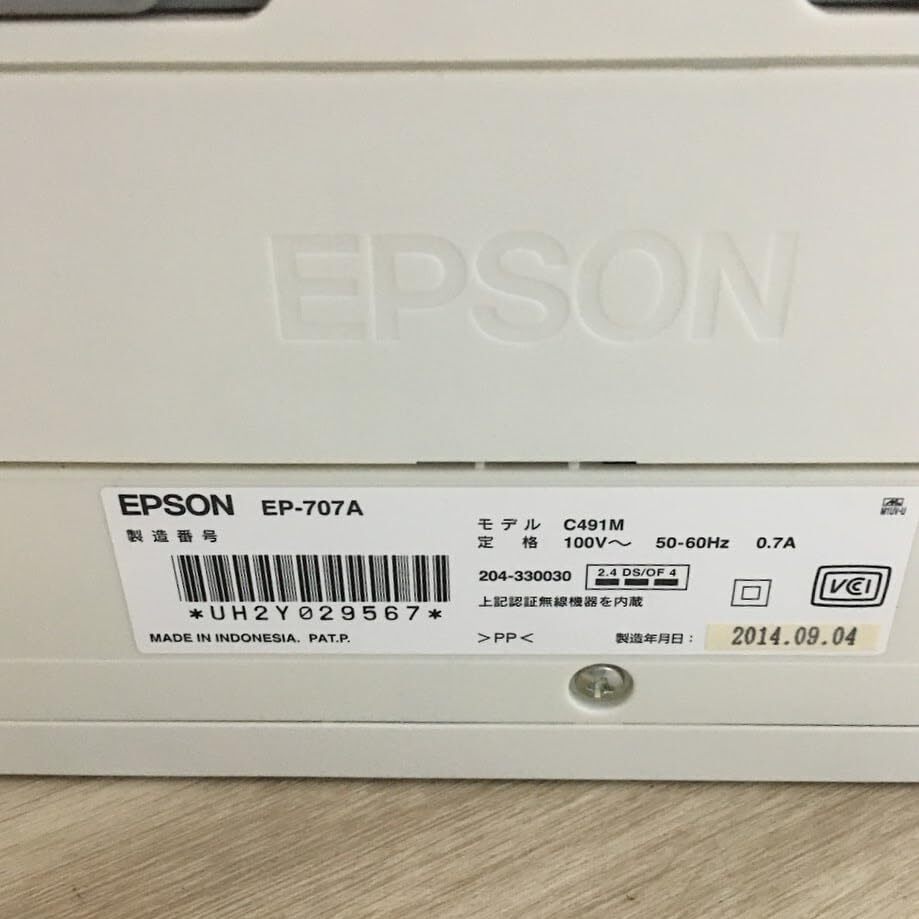 EPSON
EPSON EP-707A
製造番号
*UH2Y029567*
MADE IN INDONESIA. PAT.P.
モデル C491M
定格 100V～ 50-60Hz 0.7A
204-330030 2.4 DS/OF 4
上記認証無線機器を内蔵
>PP< 製造年月日: 2014.09.04
VCCI